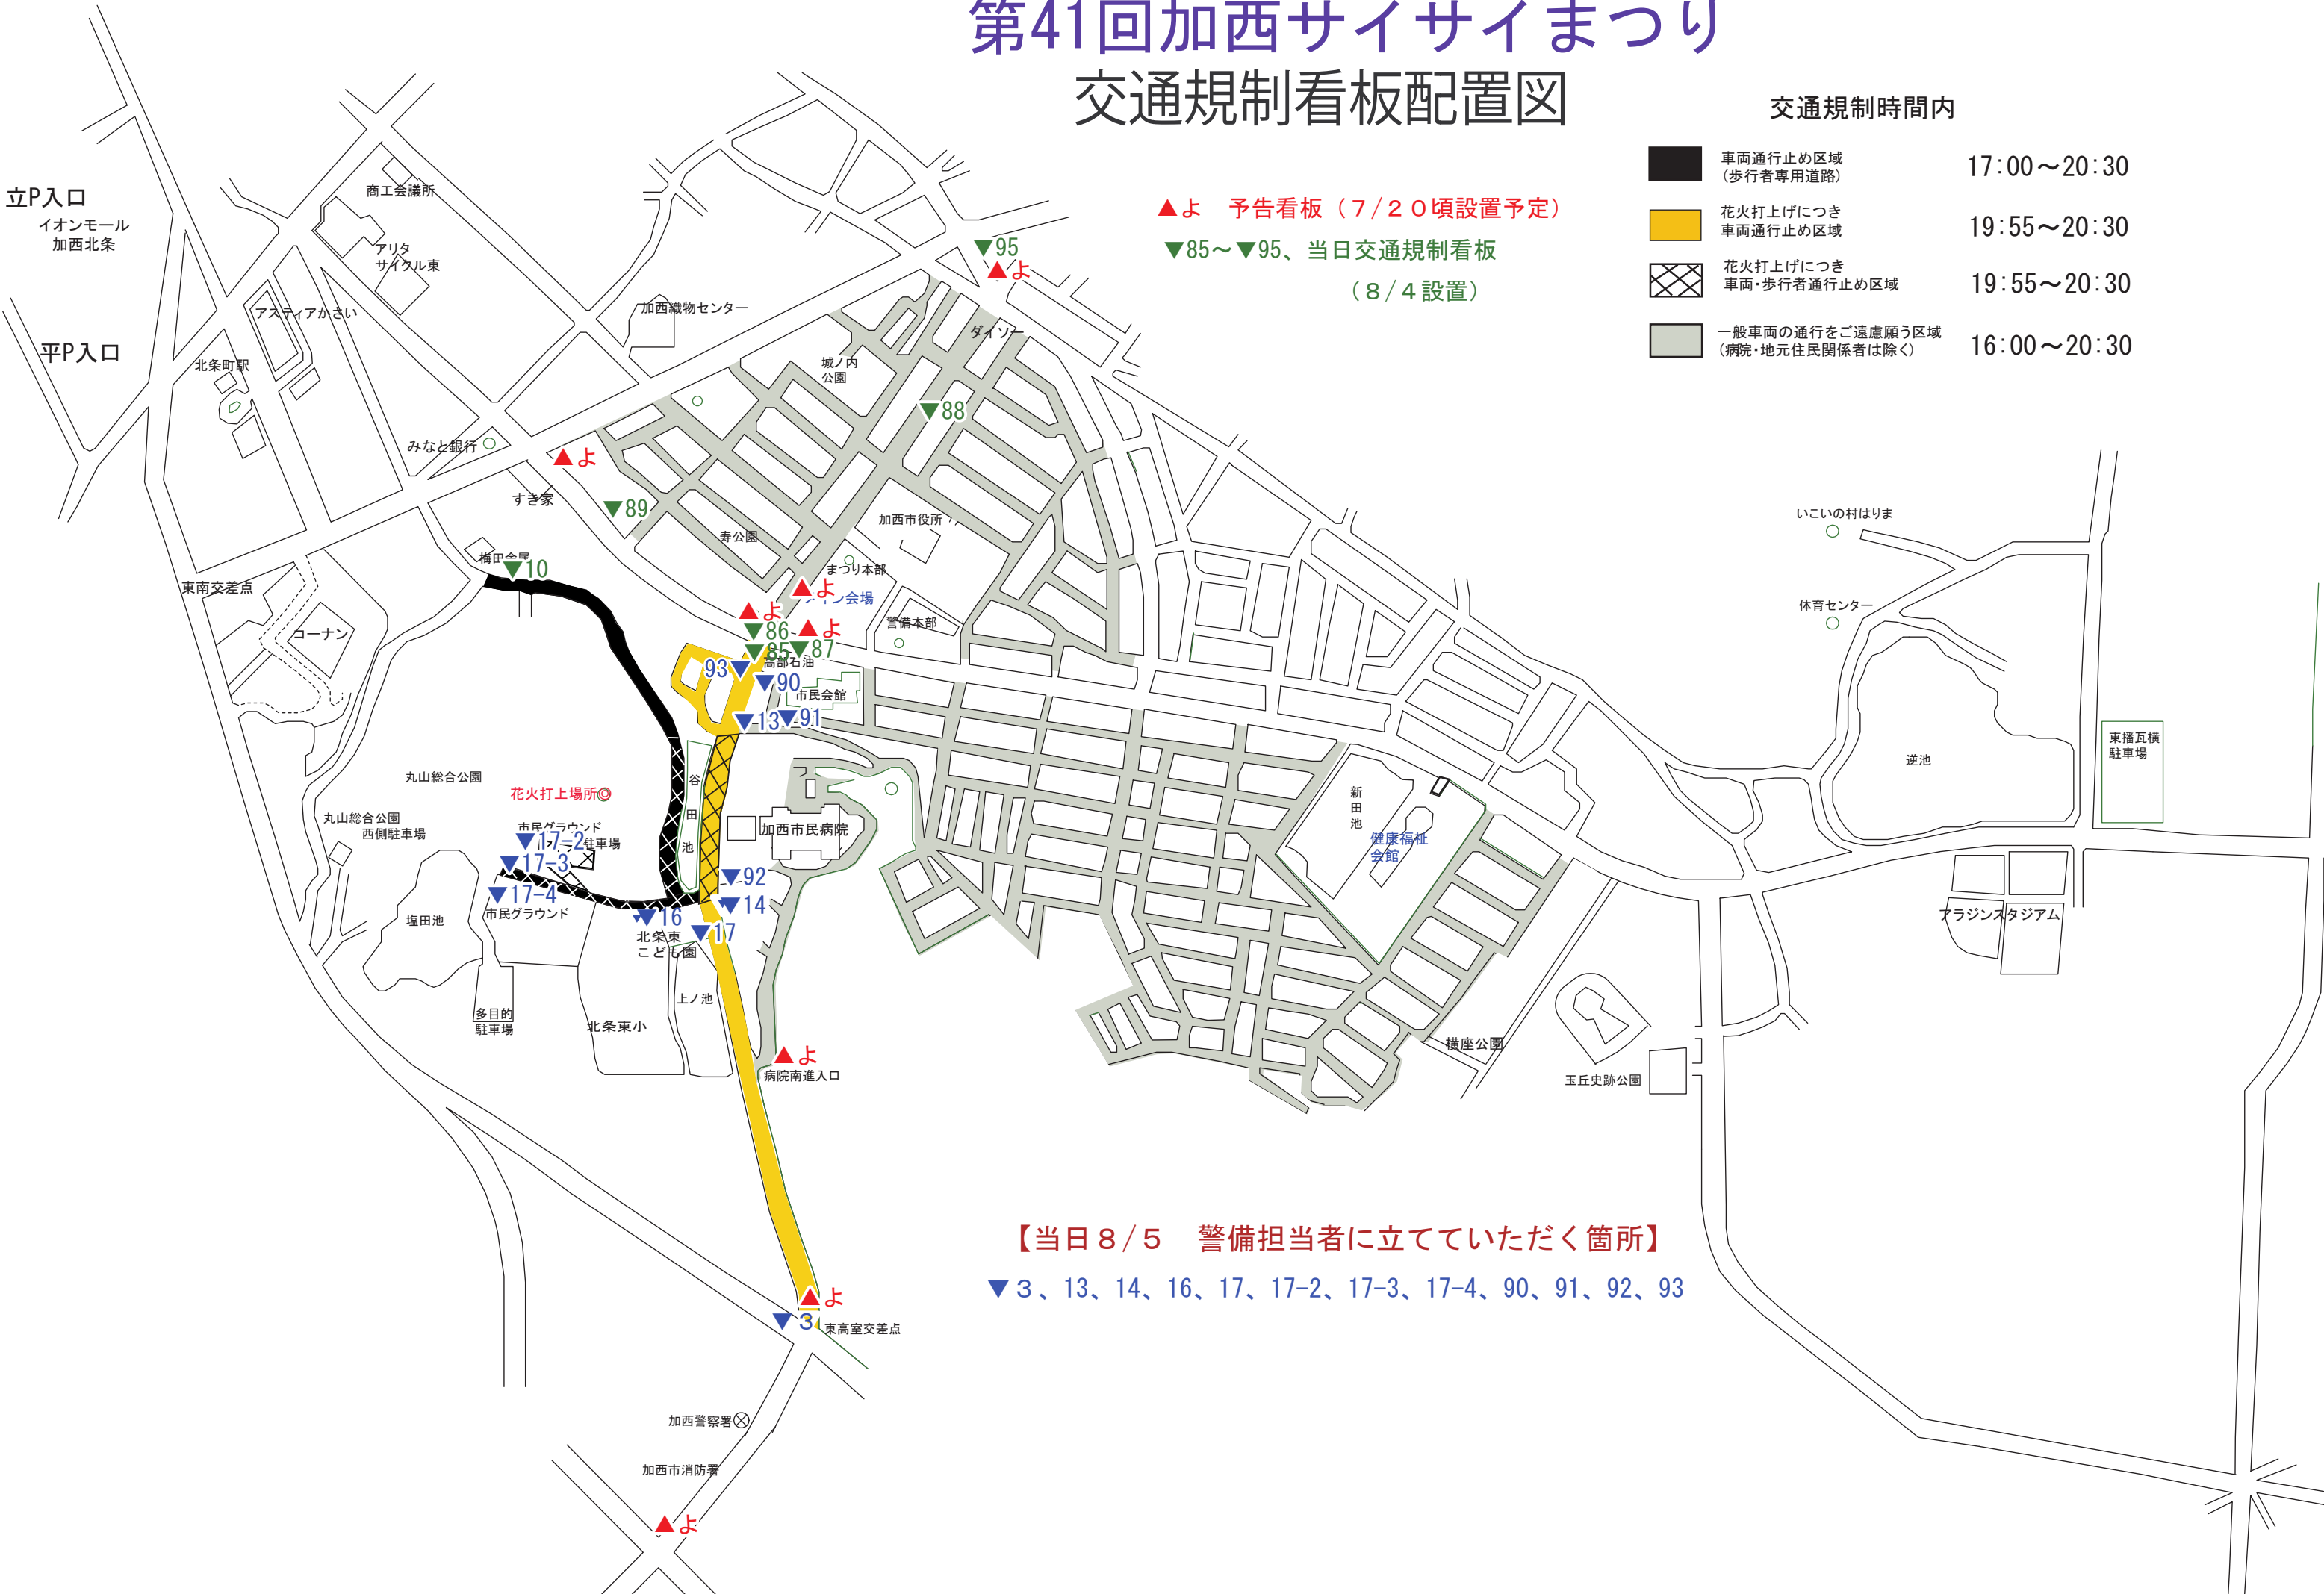 第41回加西サイサイまつり
交通規制看板配置図
交通規制時間内
車両通行止め区域
（歩行者専用道路）
17:00～20:30
花火打上げにつき
車両通行止め区域
19:55～20:30
花火打上げにつき
車両・歩行者通行止め区域
19:55～20:30
一般車両の通行をご遠慮願う区域
（病院・地元住民関係者は除く）
16:00～20:30
▲よ　予告看板（７/２０頃設置予定）
▼85～▼95、当日交通規制看板
（８/４設置）
立P入口
イオンモール
加西北条
平P入口
商工会議所
アリタ
サイクル東
アスティアかさい
北条町駅
加西織物センター
みなと銀行
すき家
▼95
▲よ
ダイソー
城ノ内
公園
▼88
▲よ
▼89
寿公園
加西市役所
梅田金属
▼10
東南交差点
コーナン
まつり本部
▲よ
メイン会場
▲よ
▼86
▲よ
警備本部
▼85
▼87
高部石油
93▼
▼90
市民会館
▼13
▼91
いこいの村はりま
体育センター
逆池
東播瓦横
駐車場
丸山総合公園
花火打上場所◎
丸山総合公園
西側駐車場
市民グラウンド
駐車場
▼17-2
▼17-3
▼17-4
市民グラウンド
谷
田
池
加西市民病院
新
田
池
健康福祉
会館
▼92
▼14
▼16
▼17
北条東
こども園
塩田池
上ノ池
多目的
駐車場
北条東小
▲よ
病院南進入口
アラジンスタジアム
横座公園
玉丘史跡公園
【当日８/５　警備担当者に立てていただく箇所】
▼３、13、14、16、17、17-2、17-3、17-4、90、91、92、93
▲よ
▼３
東高室交差点
加西警察署
加西市消防署
▲よ